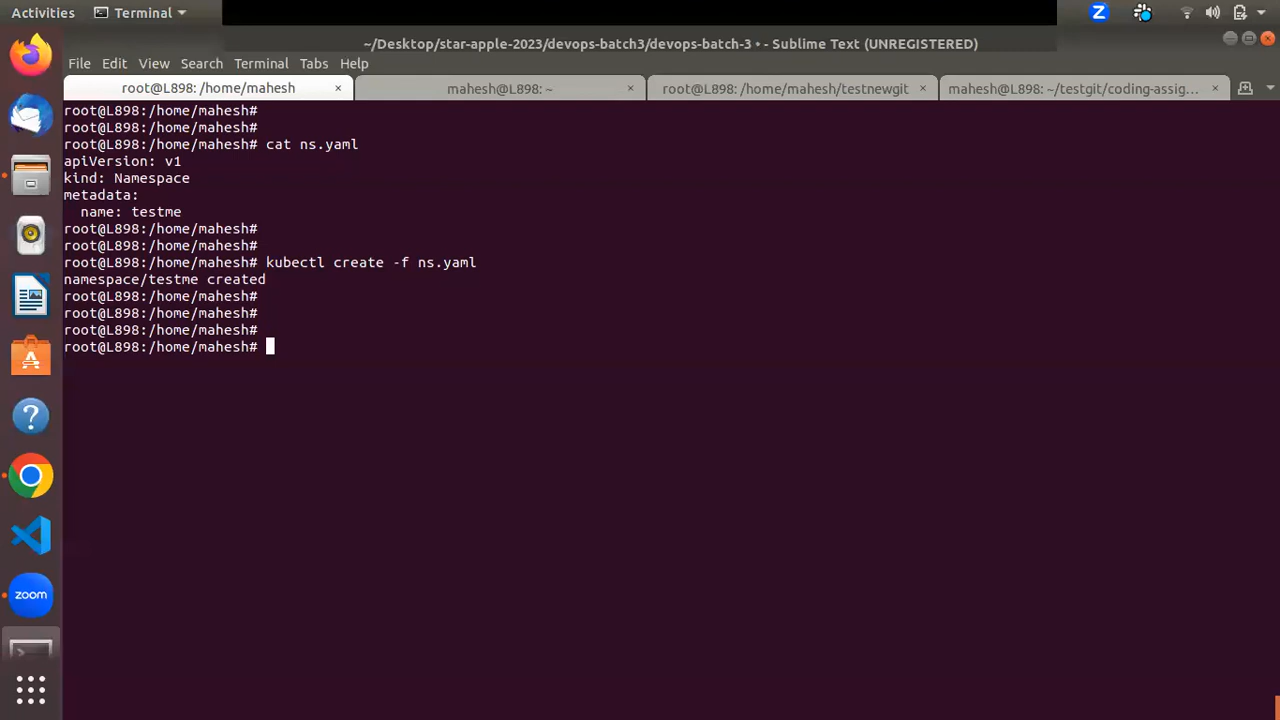 Activities
Terminal
Z
~/Desktop/star-apple-2023/devops-batch3/devops-batch-3 • - Sublime Text (UNREGISTERED)
File Edit View Search Terminal Tabs Help
root@L898: /home/mahesh × mahesh@L898: ~ × root@L898: /home/mahesh/testnewgit × mahesh@L898: ~/testgit/coding-assig... ×
root@L898:/home/mahesh#
root@L898:/home/mahesh#
root@L898:/home/mahesh# cat ns.yaml
apiVersion: v1
kind: Namespace
metadata:
  name: testme
root@L898:/home/mahesh#
root@L898:/home/mahesh#
root@L898:/home/mahesh# kubectl create -f ns.yaml
namespace/testme created
root@L898:/home/mahesh#
root@L898:/home/mahesh#
root@L898:/home/mahesh#
root@L898:/home/mahesh#
zoom